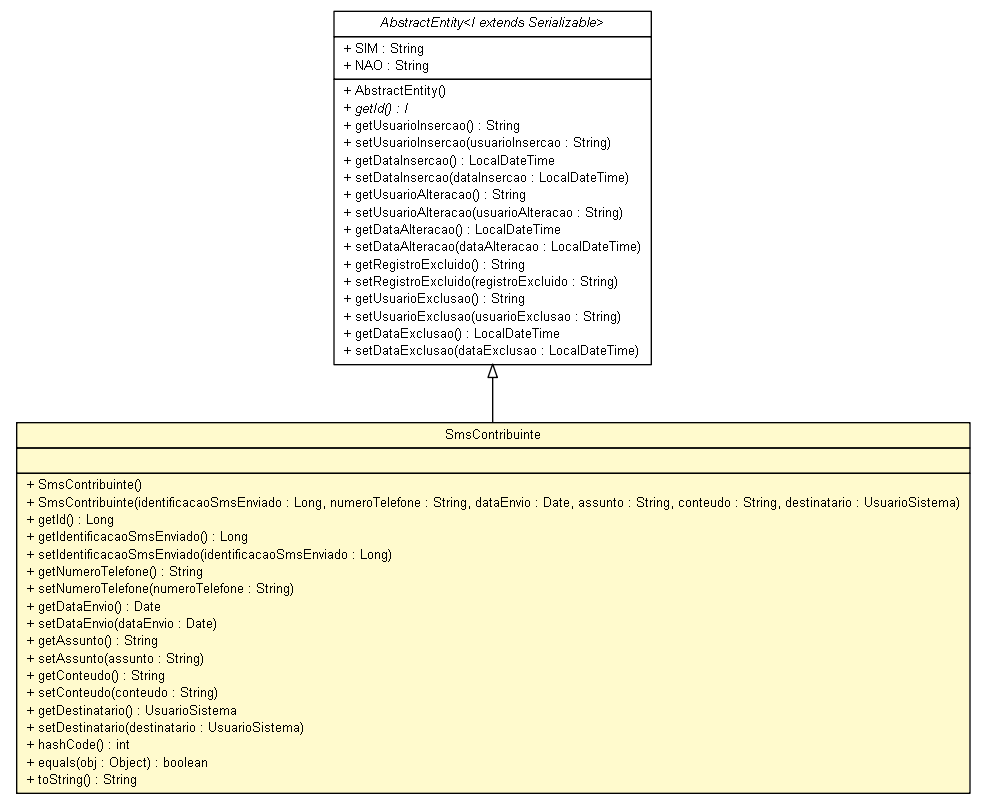 AbstractEntity<I extends Serializable>
+ SIM : String
+ NAO : String
+ AbstractEntity()
+ getId() : I
+ getUsuarioInsercao() : String
+ setUsuarioInsercao(usuarioInsercao : String)
+ getDataInsercao() : LocalDateTime
+ setDataInsercao(dataInsercao : LocalDateTime)
+ getUsuarioAlteracao() : String
+ setUsuarioAlteracao(usuarioAlteracao : String)
+ getDataAlteracao() : LocalDateTime
+ setDataAlteracao(dataAlteracao : LocalDateTime)
+ getRegistroExcluido() : String
+ setRegistroExcluido(registroExcluido : String)
+ getUsuarioExclusao() : String
+ setUsuarioExclusao(usuarioExclusao : String)
+ getDataExclusao() : LocalDateTime
+ setDataExclusao(dataExclusao : LocalDateTime)
SmsContribuinte
+ SmsContribuinte()
+ SmsContribuinte(identificacaoSmsEnviado : Long, numeroTelefone : String, dataEnvio : Date, assunto : String, conteudo : String, destinatario : UsuarioSistema)
+ getId() : Long
+ getIdentificacaoSmsEnviado() : Long
+ setIdentificacaoSmsEnviado(identificacaoSmsEnviado : Long)
+ getNumeroTelefone() : String
+ setNumeroTelefone(numeroTelefone : String)
+ getDataEnvio() : Date
+ setDataEnvio(dataEnvio : Date)
+ getAssunto() : String
+ setAssunto(assunto : String)
+ getConteudo() : String
+ setConteudo(conteudo : String)
+ getDestinatario() : UsuarioSistema
+ setDestinatario(destinatario : UsuarioSistema)
+ hashCode() : int
+ equals(obj : Object) : boolean
+ toString() : String